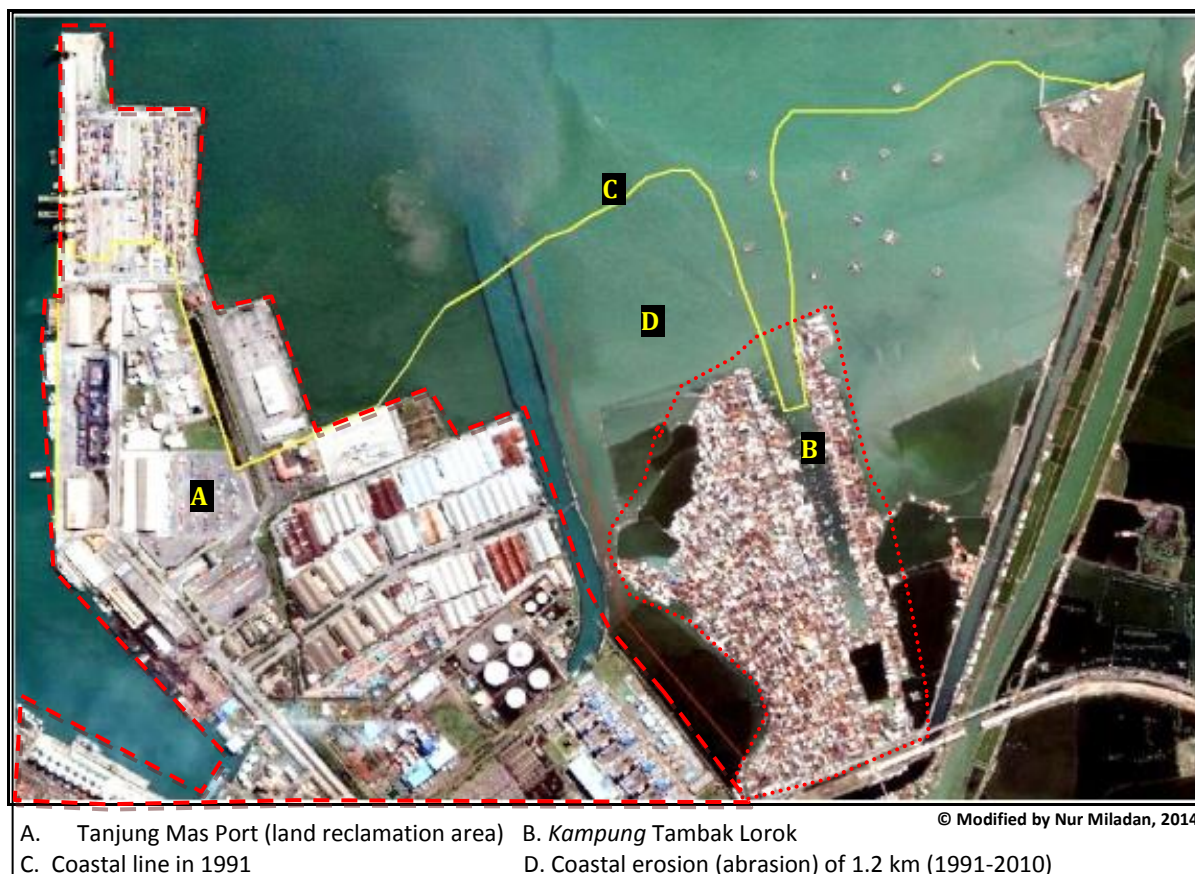 C
D
B
A
© Modified by Nur Miladan, 2014
A. Tanjung Mas Port (land reclamation area) B. Kampung Tambak Lorok
C. Coastal line in 1991 D. Coastal erosion (abrasion) of 1.2 km (1991-2010)